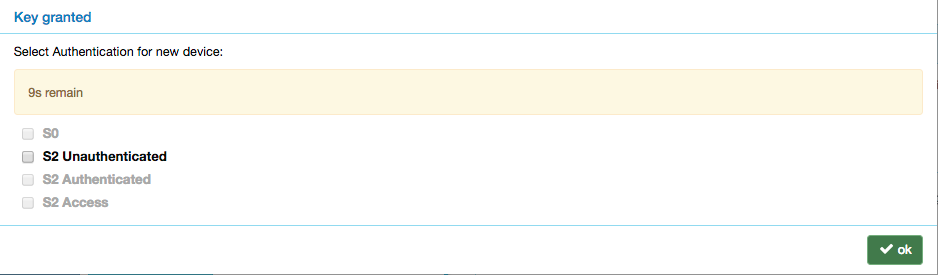 Key granted
Select Authentication for new device:
9s remain
S0
S2 Unauthenticated
S2 Authenticated
S2 Access
ok